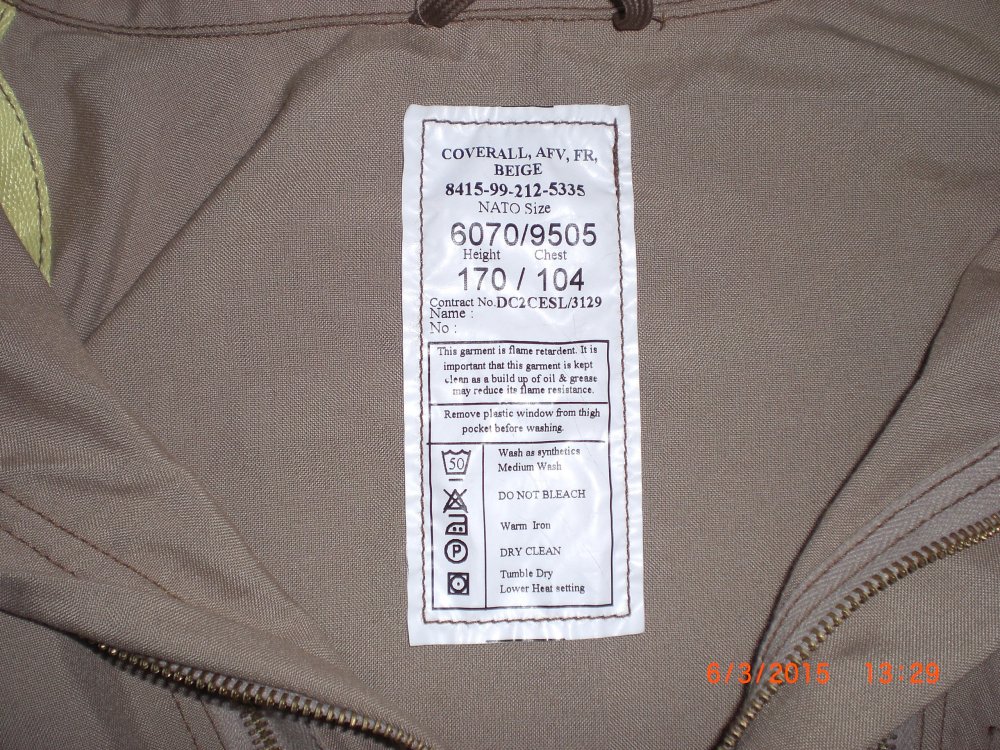 COVERALL, AFV, FR,
BEIGE
8415-99-212-5335
NATO Size
6070/9505
Height Chest
170 / 104
Contract No.DC2CESL/3129
Name :
No :
This garment is flame retardent. It is
important that this garment is kept
clean as a build up of oil & grease
may reduce its flame resistance.
Remove plastic window from thigh
pocket before washing.
50
Wash as synthetics
Medium Wash
DO NOT BLEACH
Warm Iron
P
DRY CLEAN
Tumble Dry
Lower Heat setting
6/3/2015 13:29